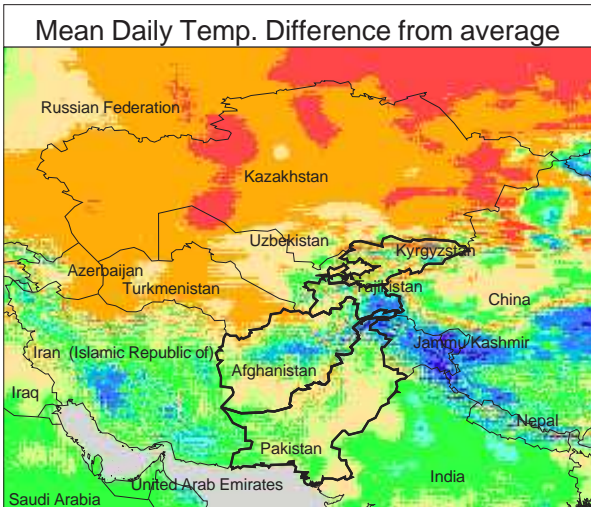 Mean Daily Temp. Difference from average
Russian Federation
Kazakhstan
Uzbekistan
Kyrgyzstan
Azerbaijan
Turkmenistan
Tajikistan
China
Iran (Islamic Republic of)
Jammu Kashmir
Afghanistan
Iraq
Nepal
Pakistan
India
United Arab Emirates
Saudi Arabia